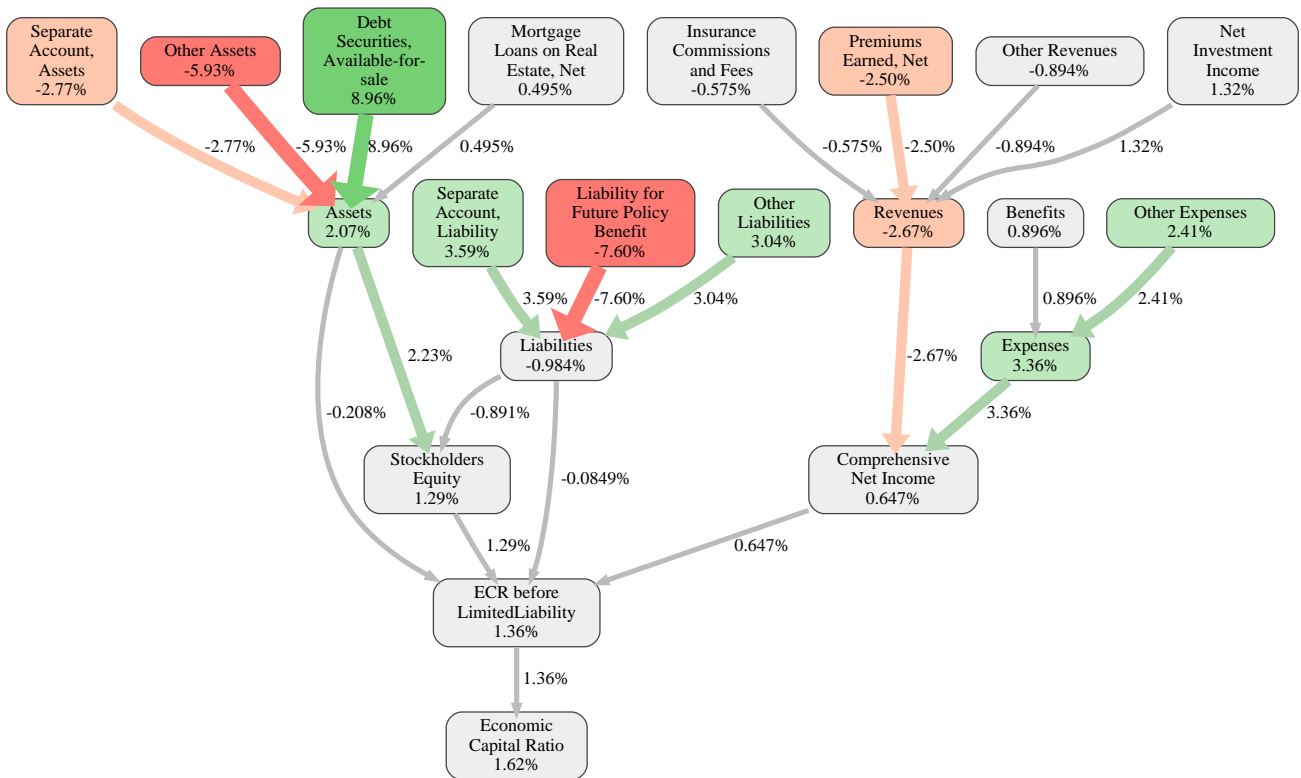 Separate
Account,
Assets
-2.77%
Other Assets
-5.93%
Debt
Securities,
Available-for-
sale
8.96%
Mortgage
Loans on Real
Estate, Net
0.495%
Insurance
Commissions
and Fees
-0.575%
Premiums
Earned, Net
-2.50%
Other Revenues
-0.894%
Net
Investment
Income
1.32%
-2.77%
-5.93%
8.96%
0.495%
-0.575%
-2.50%
-0.894%
1.32%
Assets
2.07%
Separate
Account,
Liability
3.59%
Liability for
Future Policy
Benefit
-7.60%
Other
Liabilities
3.04%
Revenues
-2.67%
Benefits
0.896%
Other Expenses
2.41%
3.59%
-7.60%
3.04%
0.896%
2.41%
Liabilities
-0.984%
Expenses
3.36%
2.23%
-2.67%
-0.208%
-0.891%
3.36%
Stockholders
Equity
1.29%
-0.0849%
Comprehensive
Net Income
0.647%
1.29%
0.647%
ECR before
LimitedLiability
1.36%
1.36%
Economic
Capital Ratio
1.62%